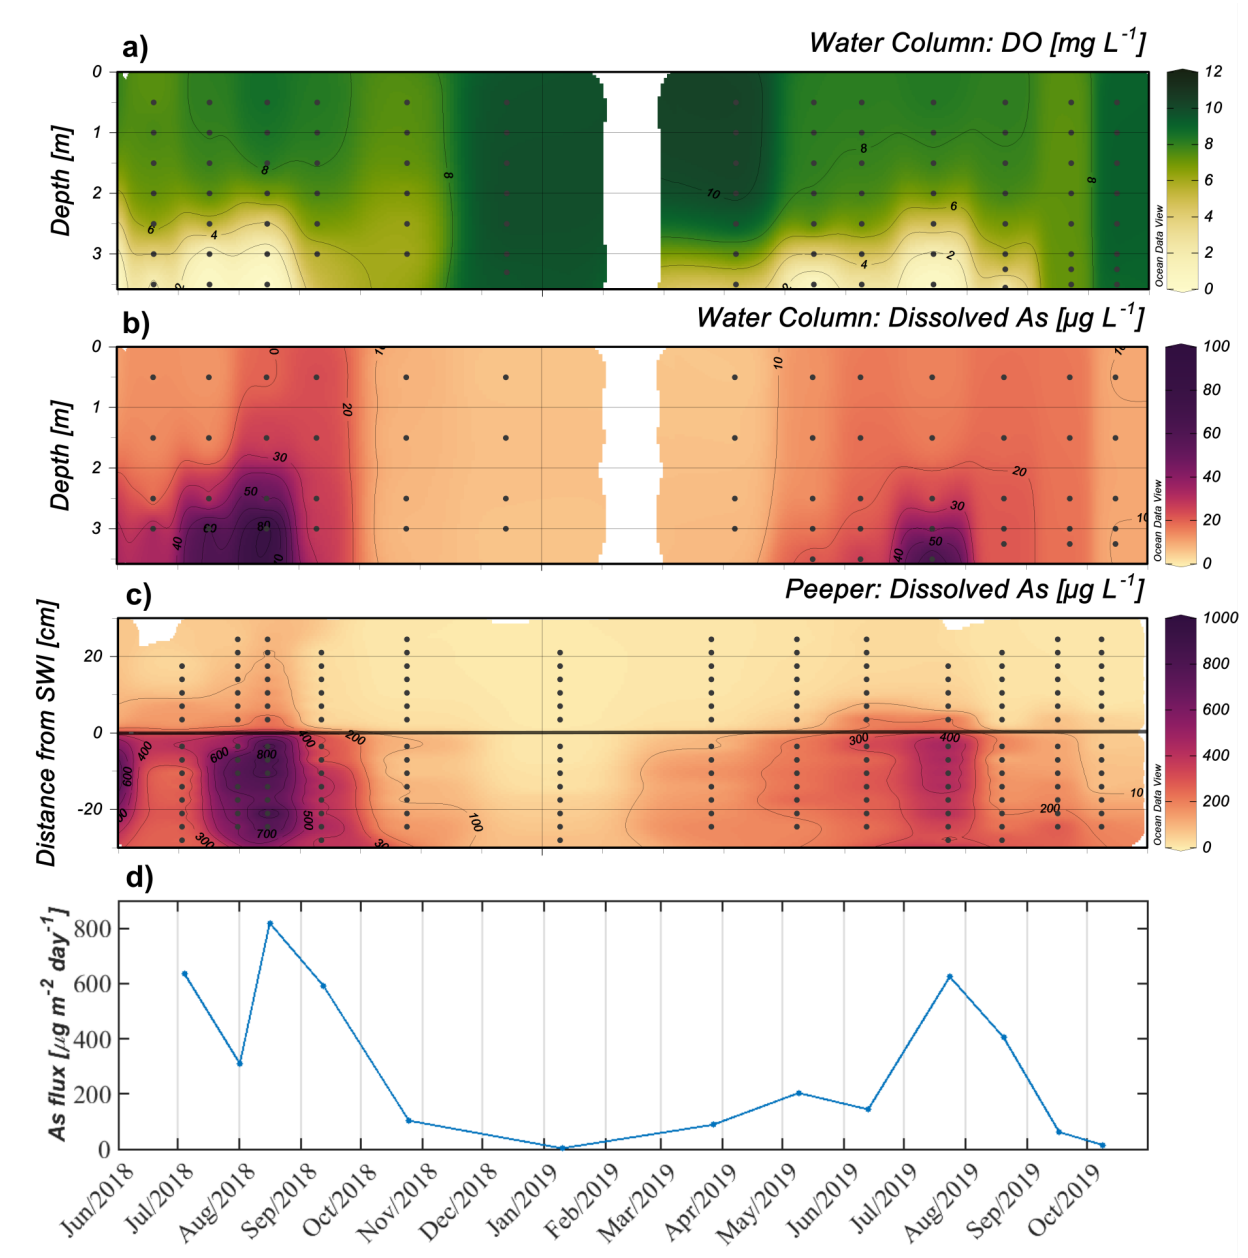 a)
Water Column: DO [mg L-1]
Depth [m]
0
1
2
3
8
8
6
4
2
10
8
6
4
2
8
Ocean Data View
12
10
8
6
4
2
0
b)
Water Column: Dissolved As [µg L-1]
Depth [m]
0
1
2
3
20
30
50
40
10
20
30
50
40
10
Ocean Data View
100
80
60
40
20
0
c)
Peeper: Dissolved As [µg L-1]
Distance from SWI [cm]
20
0
-20
400
600
600
800
700
300
400
200
500
100
300
400
200
10
Ocean Data View
1000
800
600
400
200
0
d)
As flux [µg m-2 day-1]
800
600
400
200
0
Jun/2018
Jul/2018
Aug/2018
Sep/2018
Oct/2018
Nov/2018
Dec/2018
Jan/2019
Feb/2019
Mar/2019
Apr/2019
May/2019
Jun/2019
Jul/2019
Aug/2019
Sep/2019
Oct/2019